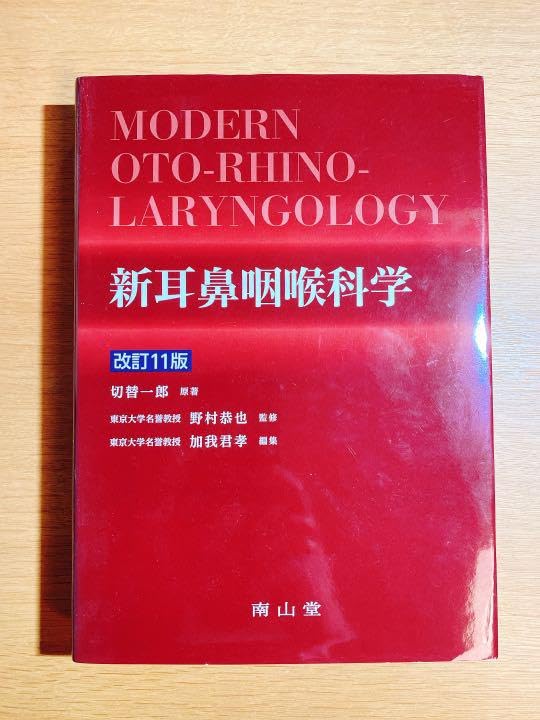 MODERN
OTO-RHINO-
LARYNGOLOGY
新耳鼻咽喉科学
改訂11版
切替一郎 原著
東京大学名誉教授 野村恭也 監修
東京大学名誉教授 加我君孝 編集
南山堂